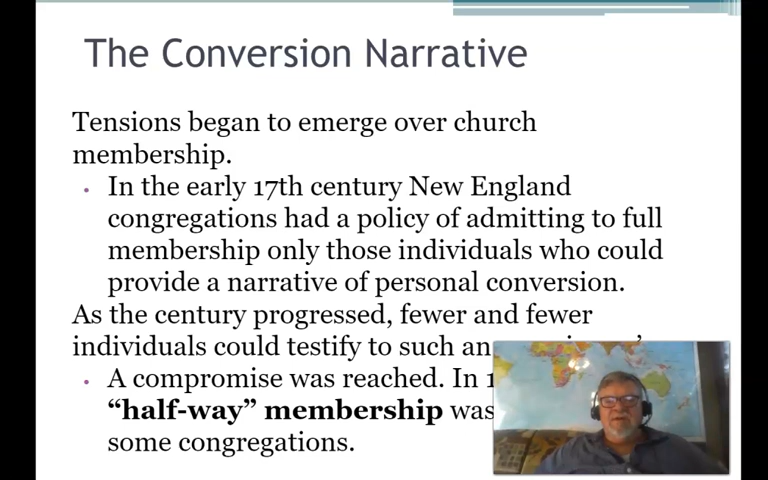 The Conversion Narrative
Tensions began to emerge over church
membership.
• In the early 17th century New England
congregations had a policy of admitting to full
membership only those individuals who could
provide a narrative of personal conversion.
As the century progressed, fewer and fewer
individuals could testify to such an
• A compromise was reached. In 1
“half-way” membership was
some congregations.